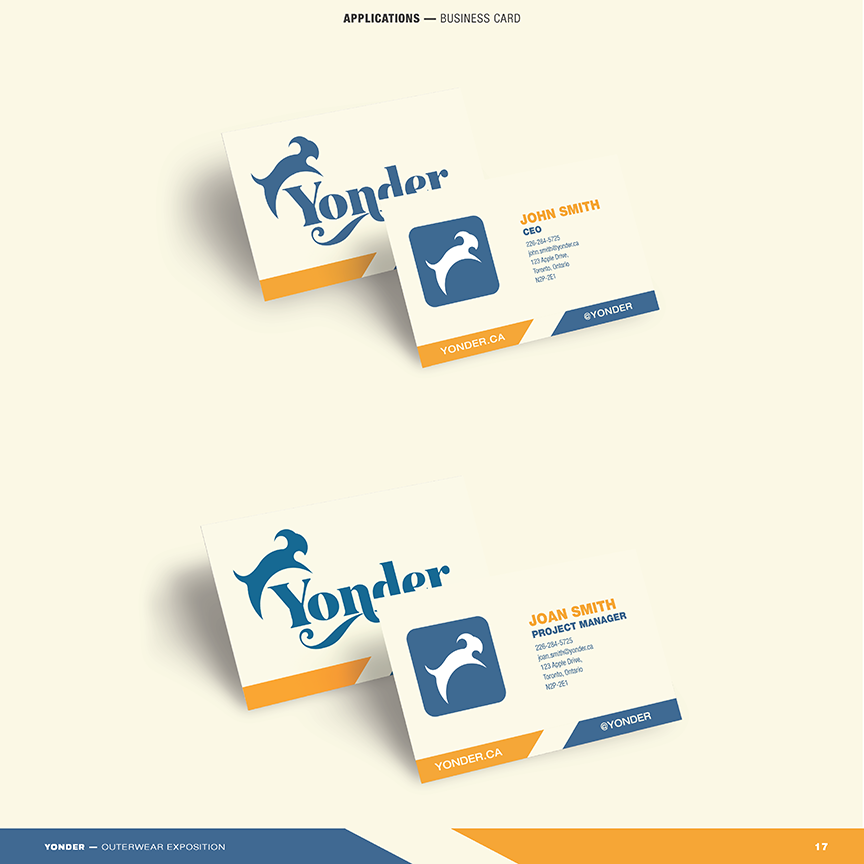 APPLICATIONS — BUSINESS CARD
Yonder
JOHN SMITH
CEO
226-284-5725
john.smith@yonder.ca
123 Apple Drive,
Toronto, Ontario
N2P-2E1
YONDER.CA
@YONDER
Yonder
JOAN SMITH
PROJECT MANAGER
226-284-5725
joan.smith@yonder.ca
123 Apple Drive,
Toronto, Ontario
N2P-2E1
YONDER.CA
@YONDER
YONDER — OUTERWEAR EXPOSITION
17